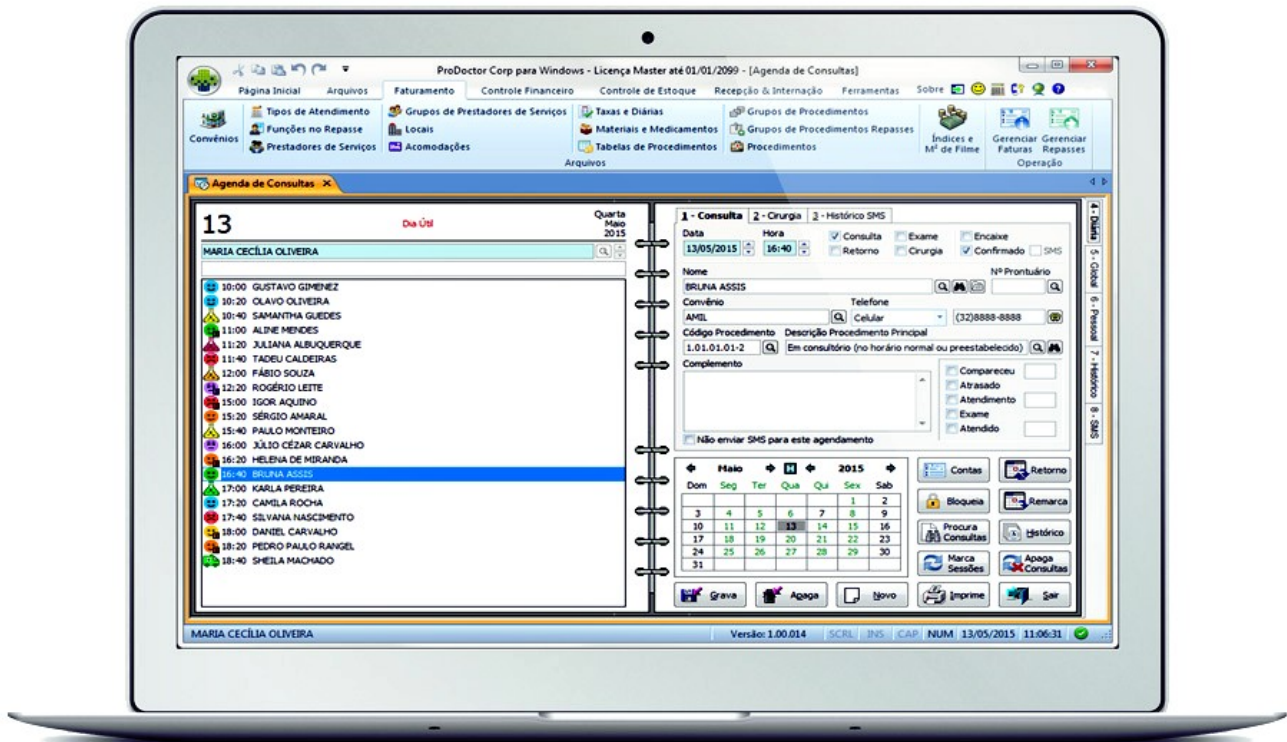 ProDoctor Corp para Windows - Licença Master até 01/01/2099 - [Agenda de Consultas]
Página Inicial Arquivos Faturamento Controle Financeiro Controle de Estoque Recepção & Internação Ferramentas Sobre
Convênios
Tipos de Atendimento Grupos de Prestadores de Serviços Taxas e Diárias Grupos de Procedimentos
Funções no Repasse Locais Materiais e Medicamentos Grupos de Procedimentos Repasses
Prestadores de Serviços Acomodações Tabelas de Procedimentos Procedimentos
Índices e M² de Filme
Gerenciar Faturas
Gerenciar Repasses
Arquivos Operação
Agenda de Consultas
13 Dia Útil Quarta
Maio
2015
MARIA CECÍLIA OLIVEIRA
10:00 GUSTAVO GIMENEZ
10:20 OLAVO OLIVEIRA
10:40 SAMANTHA GUEDES
11:00 ALINE MENDES
11:20 JULIANA ALBUQUERQUE
11:40 TADEU CALDEIRAS
12:00 FÁBIO SOUZA
12:20 ROGÉRIO LEITE
15:00 IGOR AQUINO
15:20 SÉRGIO AMARAL
15:40 PAULO MONTEIRO
16:00 JÚLIO CÉZAR CARVALHO
16:20 HELENA DE MIRANDA
16:40 BRUNA ASSIS
17:00 KARLA PEREIRA
17:20 CAMILA ROCHA
17:40 SILVANA NASCIMENTO
18:00 DANIEL CARVALHO
18:20 PEDRO PAULO RANGEL
18:40 SHEILA MACHADO
1 - Consulta 2 - Cirurgia 3 - Histórico SMS
Data Hora Consulta Exame Encaixe
13/05/2015 16:40 Retorno Cirurgia Confirmado SMS
Nome Nº Prontuário
BRUNA ASSIS
Convênio Telefone
AMIL Celular (32)8888-8888
Código Procedimento Descrição Procedimento Principal
1.01.01.01-2 Em consultório (no horário normal ou preestabelecido)
Complemento
Compareceu
Atrasado
Atendimento
Exame
Atendido
Não enviar SMS para este agendamento
Maio 2015
Dom Seg Ter Qua Qui Sex Sab
1 2
3 4 5 6 7 8 9
10 11 12 13 14 15 16
17 18 19 20 21 22 23
24 25 26 27 28 29 30
31
Contas Retorno
Bloqueia Remarca
Procura Consultas Histórico
Marca Sessões Apaga Consultas
Grava Apaga Novo Imprime Sair
4 - Diária
5 - Global
6 - Pessoal
7 - Histórico
8 - SMS
MARIA CECÍLIA OLIVEIRA Versão: 1.00.014 SCRL INS CAP NUM 13/05/2015 11:06:31